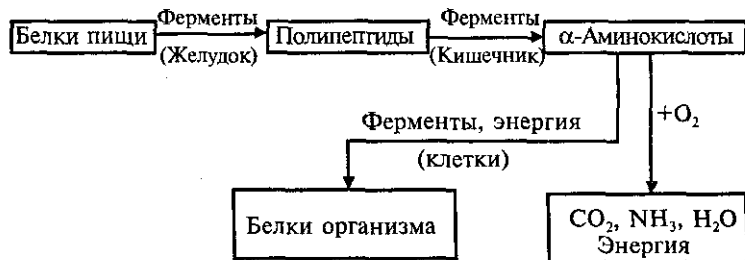 Ферменты
Ферменты
Белки пищи
Полипептиды
α-Аминокислоты
(Желудок)
(Кишечник)
Ферменты, энергия
+O₂
(клетки)
Белки организма
CO₂, NH₃, H₂O
Энергия